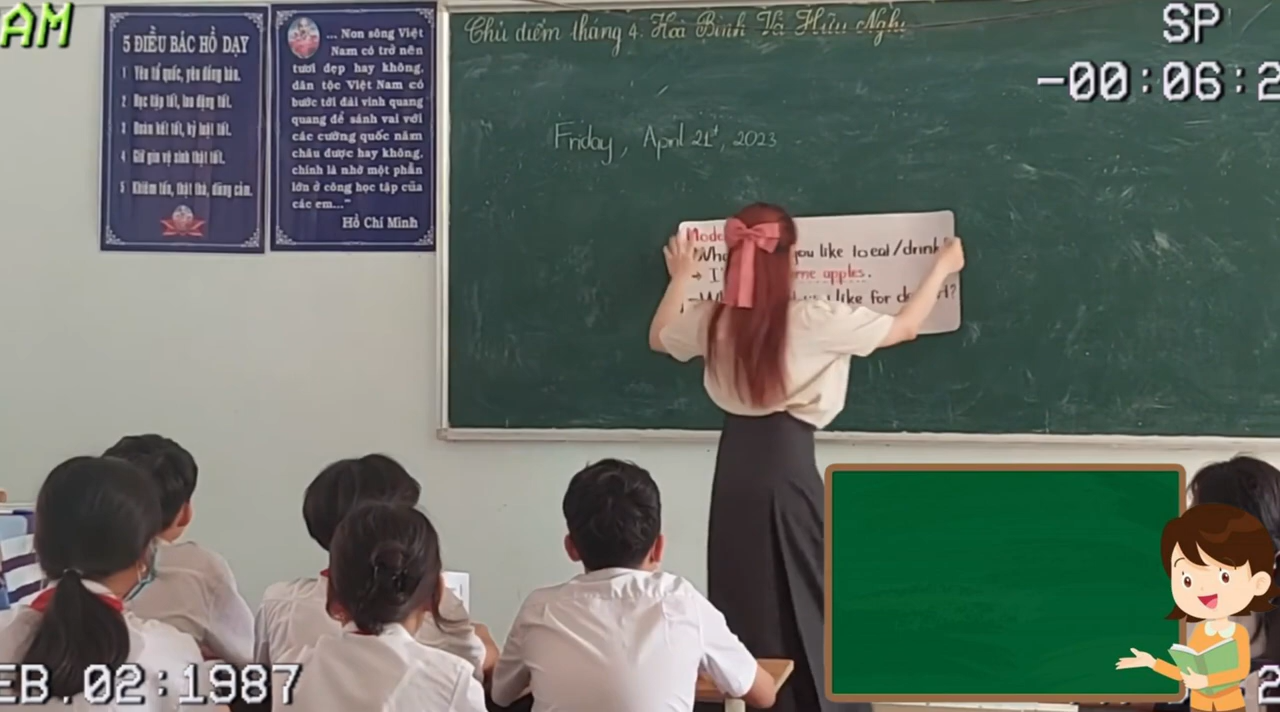 AM
SP
-00:06:2
5 ĐIỀU BÁC HỒ DẠY
1 Yêu tổ quốc, yêu đồng bào.
2 Học tập tốt, lao động tốt.
3 Đoàn kết tốt, kỷ luật tốt.
4 Giữ gìn vệ sinh thật tốt.
5 Khiêm tốn, thật thà, dũng cảm.
... Non sông Việt
Nam có trở nên
tươi đẹp hay không,
dân tộc Việt Nam có
bước tới đài vinh quang
quang để sánh vai với
các cường quốc năm
châu được hay không,
chính là nhờ một phần
lớn ở công học tập của
các em..."
Hồ Chí Minh
Chủ điểm tháng 4. Hoà Bình Và Hữu Nghị
Friday, April 21st, 2023
you like to eat/drink?
→ I' me apples.
like for
EB.02:1987
2